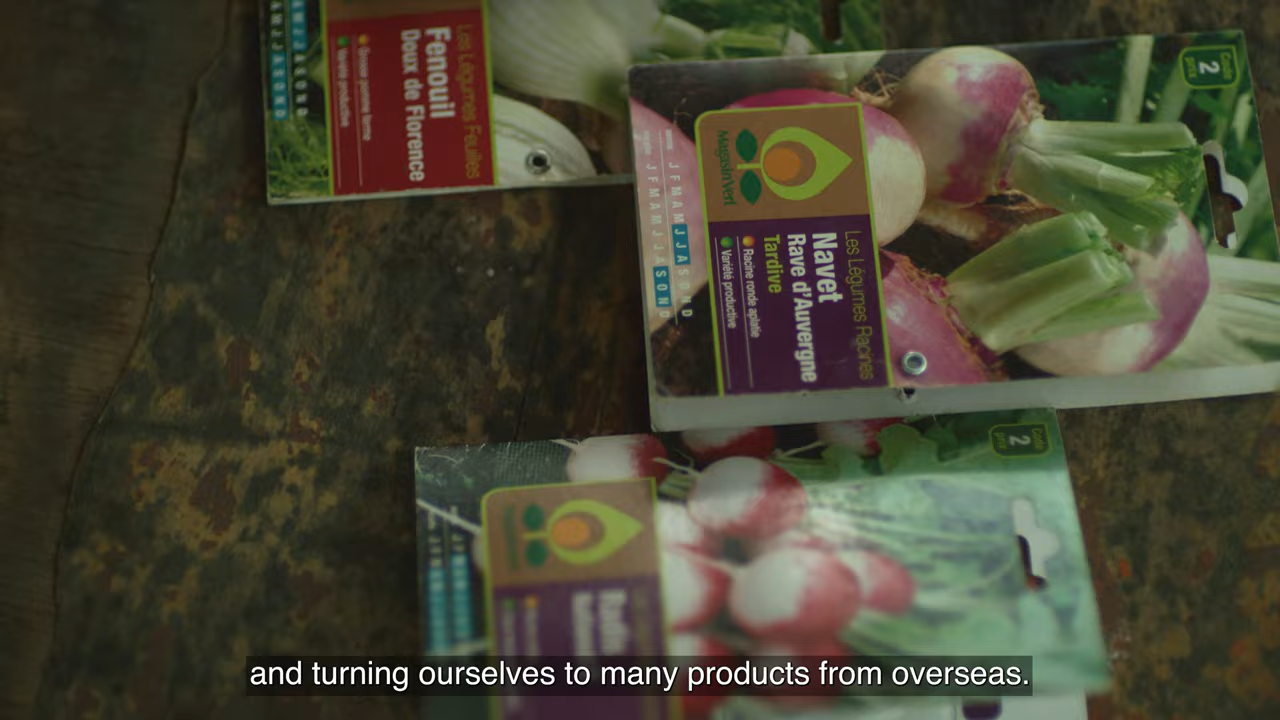 Les Légumes Feuilles
Fenouil
Doux de Florence
Grosse pomme ferme
Variété productive
J A S O N D
Code
prix
2
MagasinVert
Les Légumes Racines
Navet
Rave d'Auvergne
Tardive
Racine ronde aplatie
Variété productive
J F M A M J J A S O N D
J F M A M J J A S O N D
Code
prix
2
and turning ourselves to many products from overseas.